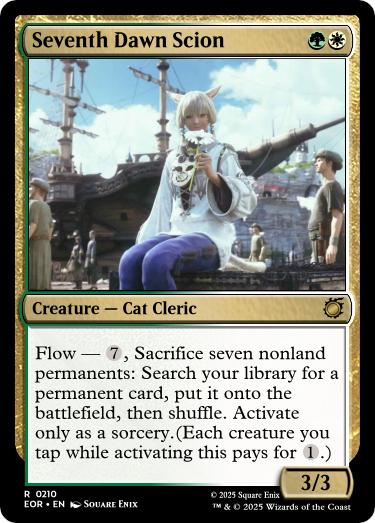 Seventh Dawn Scion
Creature — Cat Cleric
Flow — 7, Sacrifice seven nonland
permanents: Search your library for a
permanent card, put it onto the
battlefield, then shuffle. Activate
only as a sorcery.(Each creature you
tap while activating this pays for 1.)
3/3
R 0210
EOR • EN SQUARE ENIX
© 2025 Square Enix
™ & © 2025 Wizards of the Coast